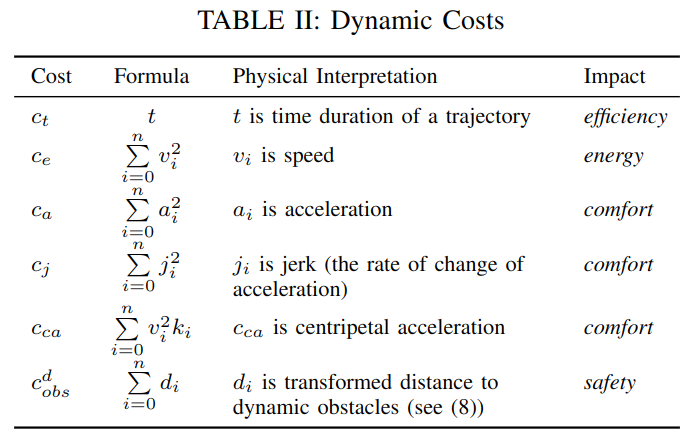 TABLE II: Dynamic Costs
Cost Formula Physical Interpretation Impact
c_t t t is time duration of a trajectory efficiency
c_e \sum_{i=0}^{n} v_i^2 v_i is speed energy
c_a \sum_{i=0}^{n} a_i^2 a_i is acceleration comfort
c_j \sum_{i=0}^{n} j_i^2 j_i is jerk (the rate of change of comfort
acceleration)
c_{ca} \sum_{i=0}^{n} v_i^2 k_i c_{ca} is centripetal acceleration comfort
c_{obs}^d \sum_{i=0}^{n} d_i d_i is transformed distance to safety
dynamic obstacles (see (8))